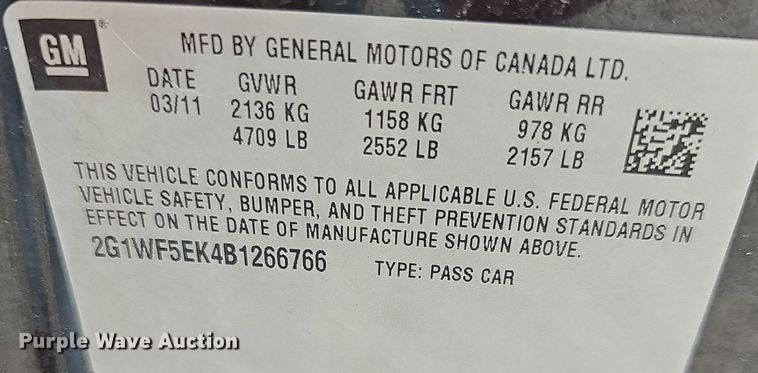 GM
MFD BY GENERAL MOTORS OF CANADA LTD.
DATE GVWR GAWR FRT GAWR RR
03/11 2136 KG 1158 KG 978 KG
4709 LB 2552 LB 2157 LB
THIS VEHICLE CONFORMS TO ALL APPLICABLE U.S. FEDERAL MOTOR
VEHICLE SAFETY, BUMPER, AND THEFT PREVENTION STANDARDS IN
EFFECT ON THE DATE OF MANUFACTURE SHOWN ABOVE.
2G1WF5EK4B1266766 TYPE: PASS CAR
Purple Wave Auction